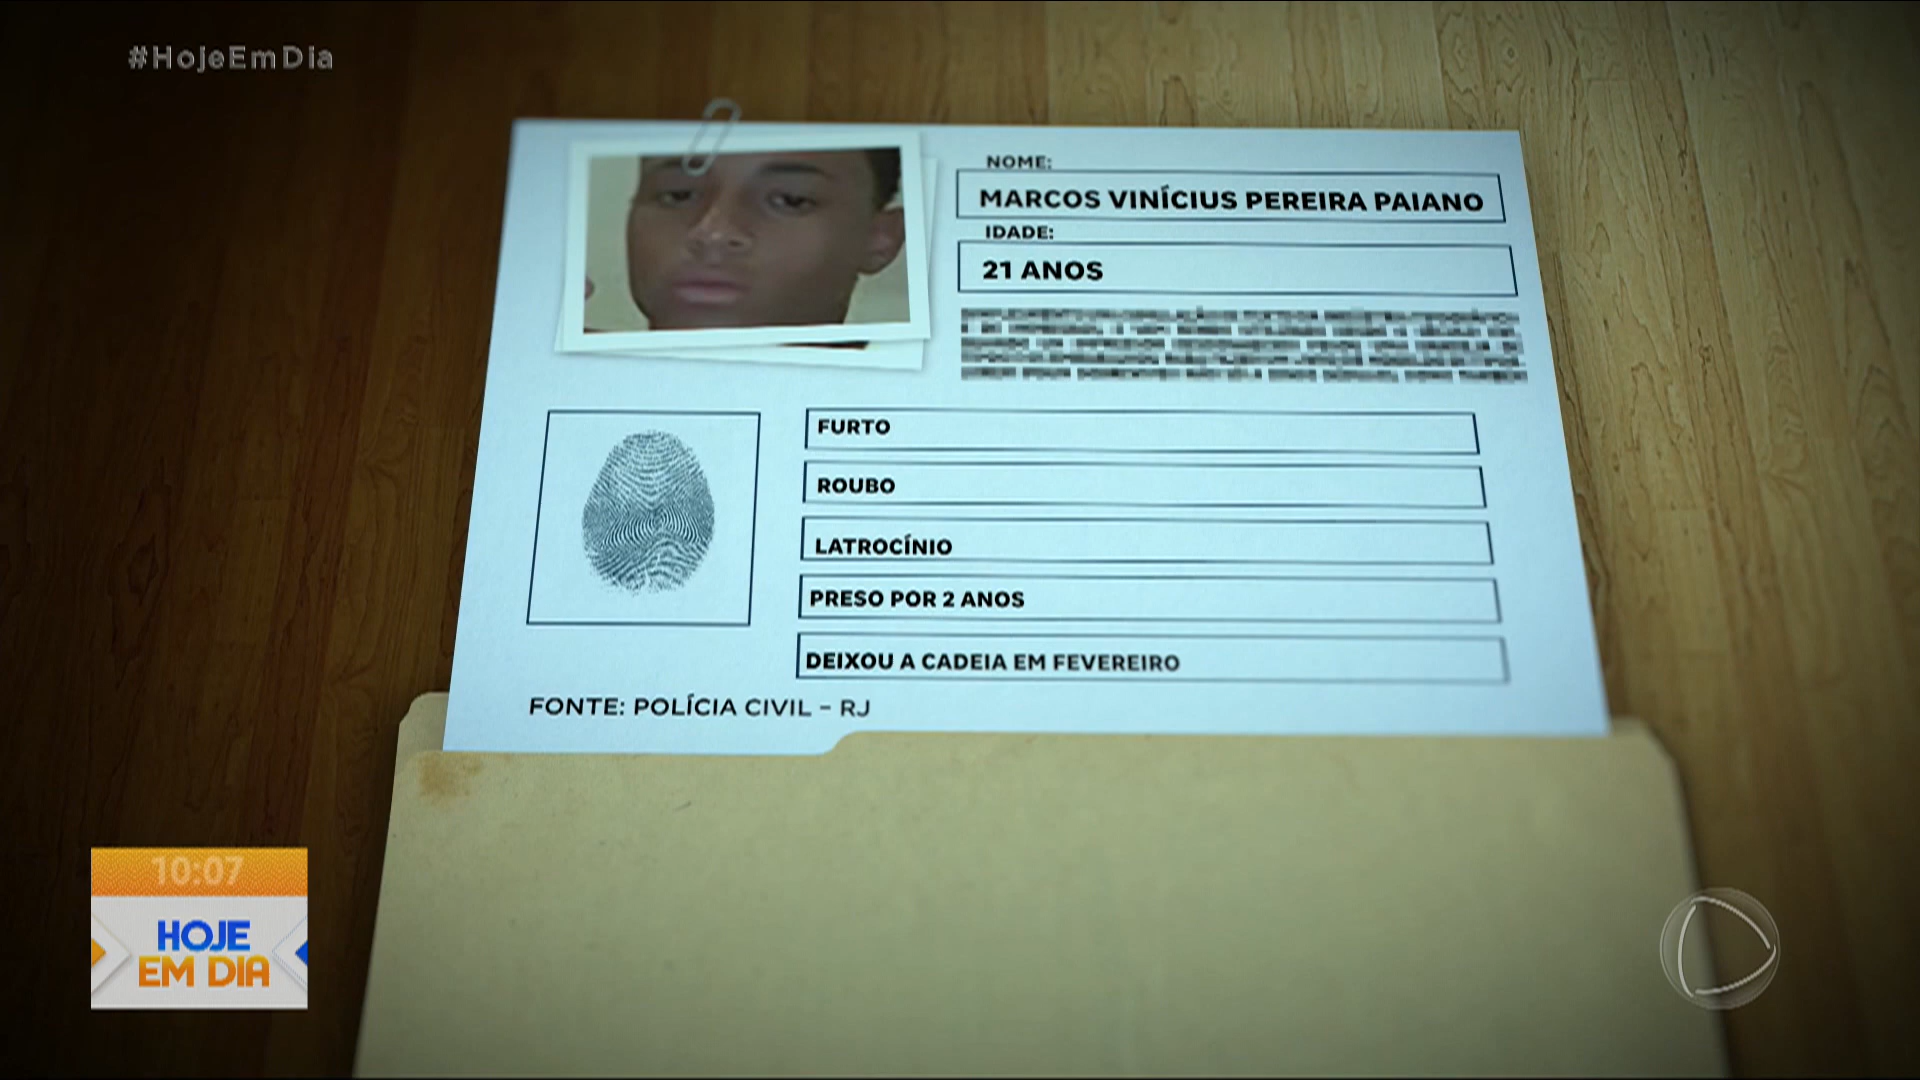 #HojeEmDia
NOME:
MARCOS VINÍCIUS PEREIRA PAIANO
IDADE:
21 ANOS
FURTO
ROUBO
LATROCÍNIO
PRESO POR 2 ANOS
DEIXOU A CADEIA EM FEVEREIRO
FONTE: POLÍCIA CIVIL – RJ
10:07
HOJE
EM DIA